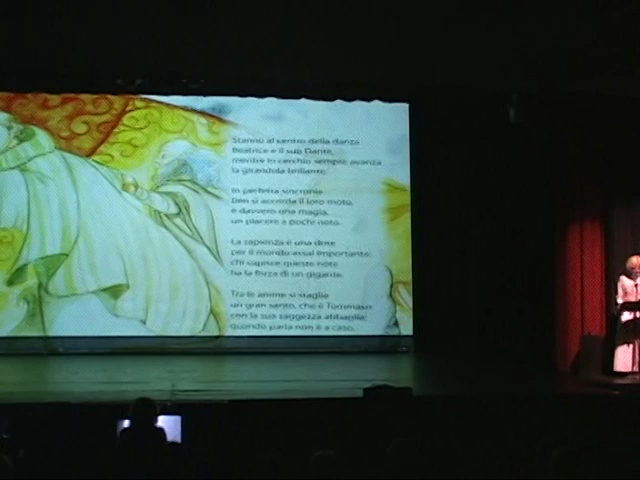 Stanno al centro della danza
Beatrice e il suo Dante,
mentre in cerchio sempre avanza
la girandola brillante.
In perfetta sincronia
ben si accorda il loro moto,
è davvero una magia,
un piacere a pochi noto.
La sapienza è una dote
per il mondo assai importante:
chi capisce queste note
ha la forza di un gigante.
Tra le anime si staglia
un gran santo, che è Tommaso
con la sua saggezza abbaglia:
quando parla non è a caso.